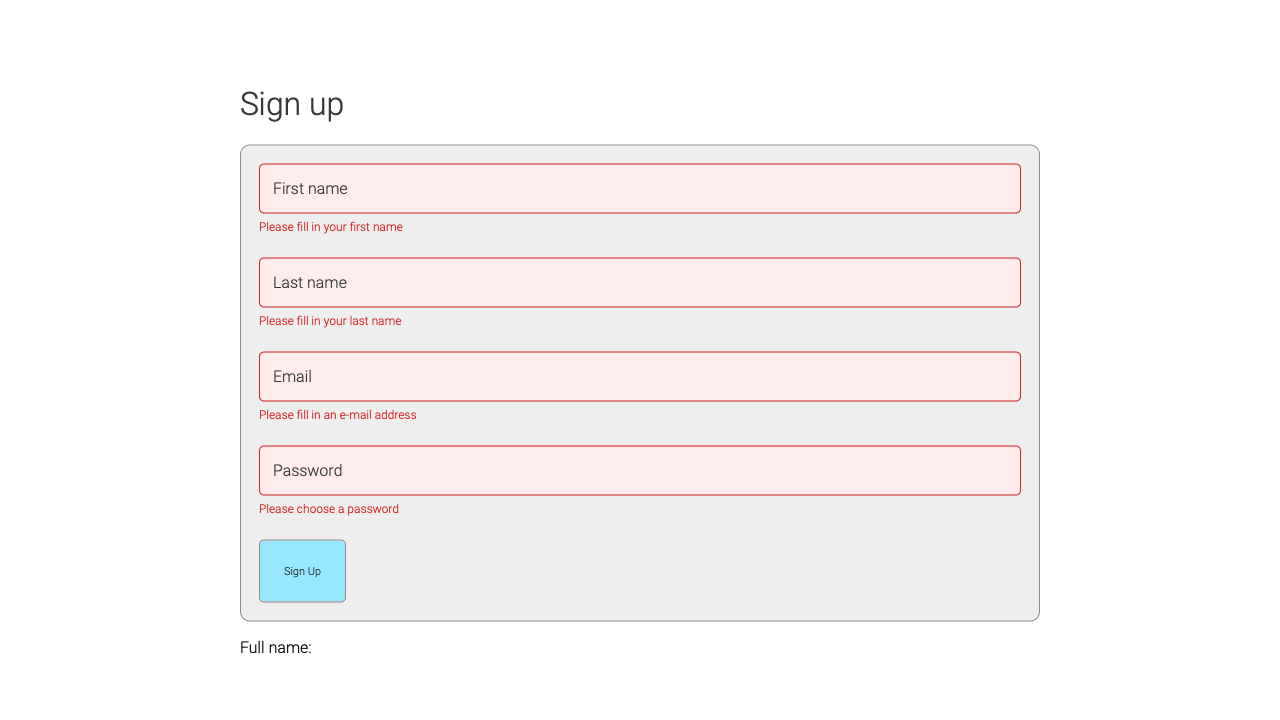 Sign up
First name
Please fill in your first name
Last name
Please fill in your last name
Email
Please fill in an e-mail address
Password
Please choose a password
Sign Up
Full name: